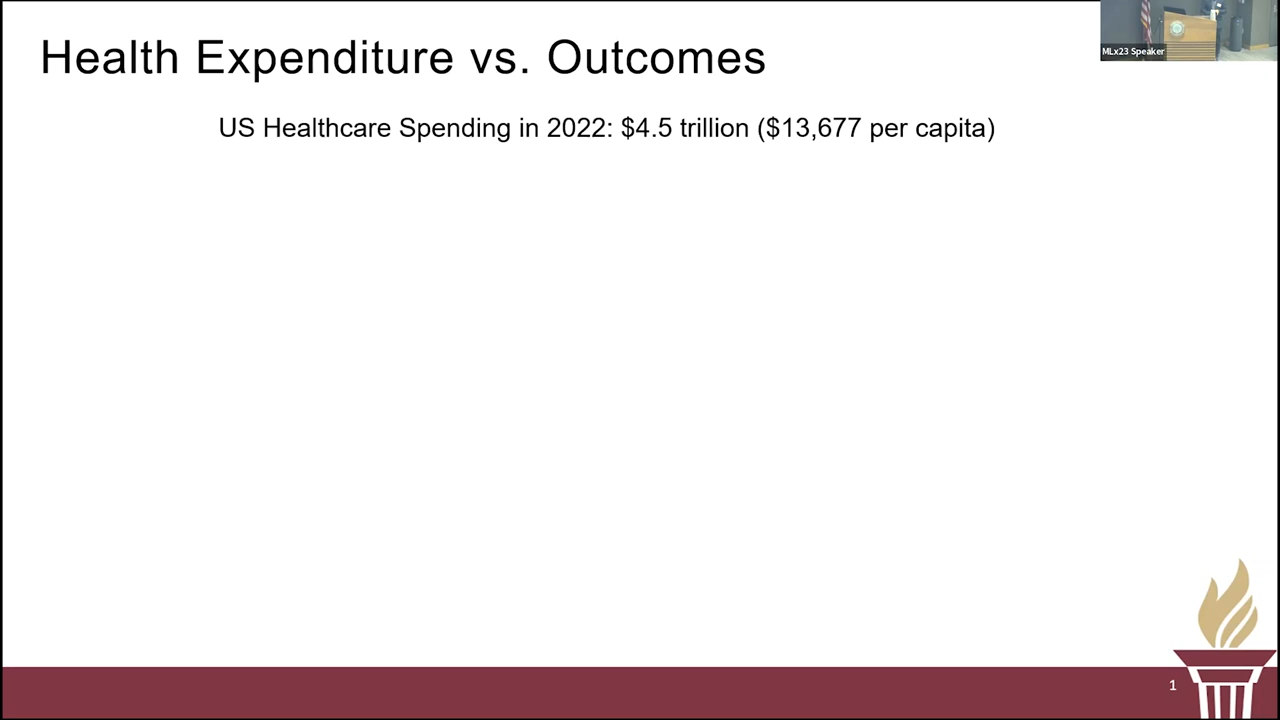 Health Expenditure vs. Outcomes
MLx23 Speaker
US Healthcare Spending in 2022: $4.5 trillion ($13,677 per capita)
1